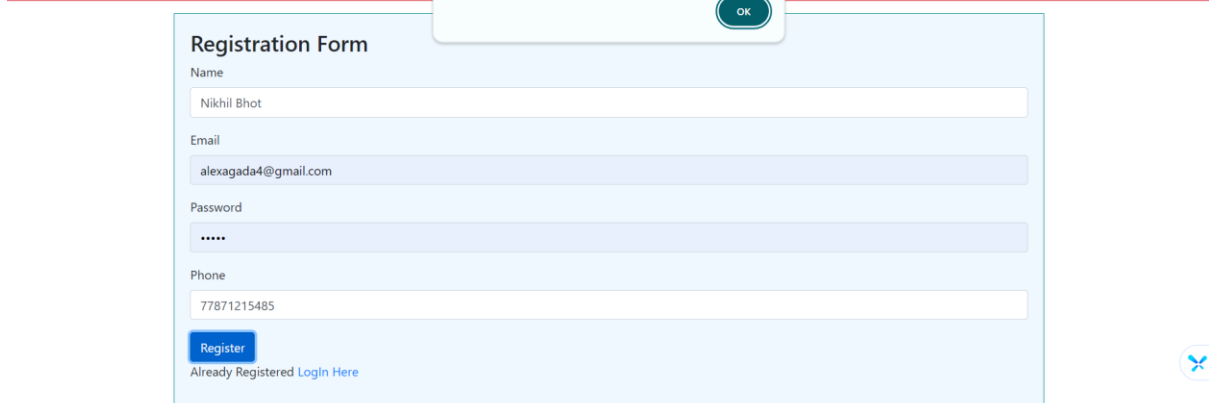 OK
Registration Form
Name
Nikhil Bhot
Email
alexagada4@gmail.com
Password
•••••
Phone
77871215485
Register
Already Registered LogIn Here